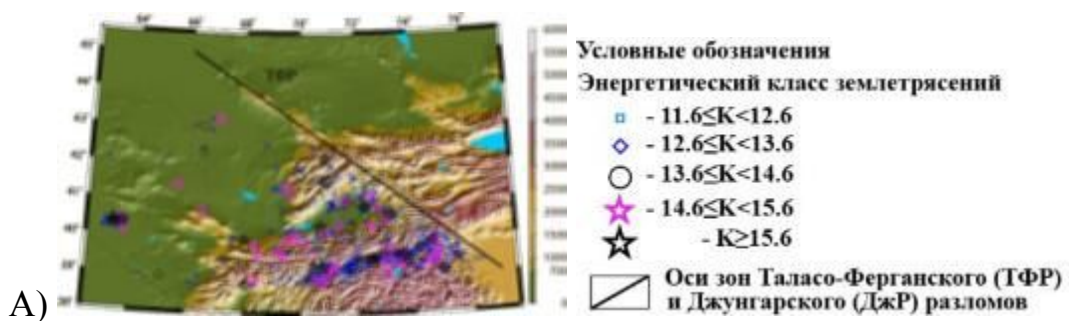 ТФР
А)
Условные обозначения
Энергетический класс землетрясений
- 11.6≤K<12.6
- 12.6≤K<13.6
- 13.6≤K<14.6
- 14.6≤K<15.6
- K≥15.6
Оси зон Таласо-Ферганского (ТФР)
и Джунгарского (ДжР) разломов